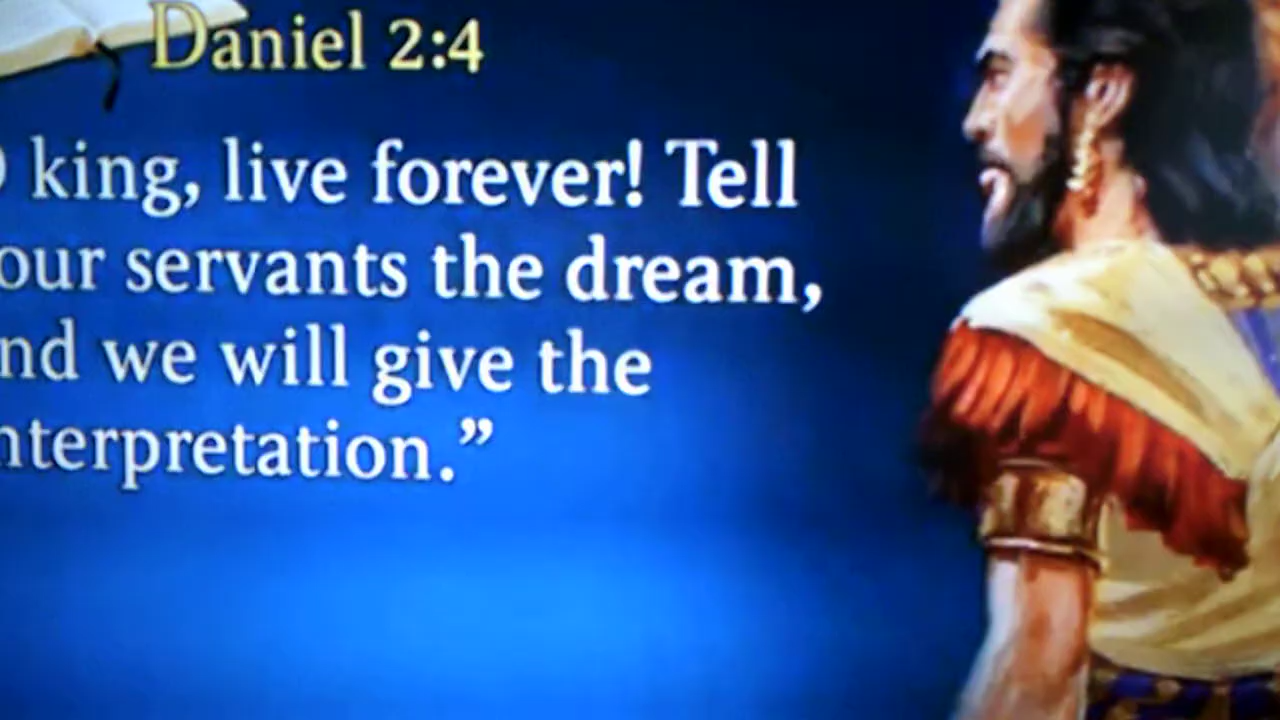 Daniel 2:4
king, live forever! Tell
our servants the dream,
nd we will give the
nterpretation.”